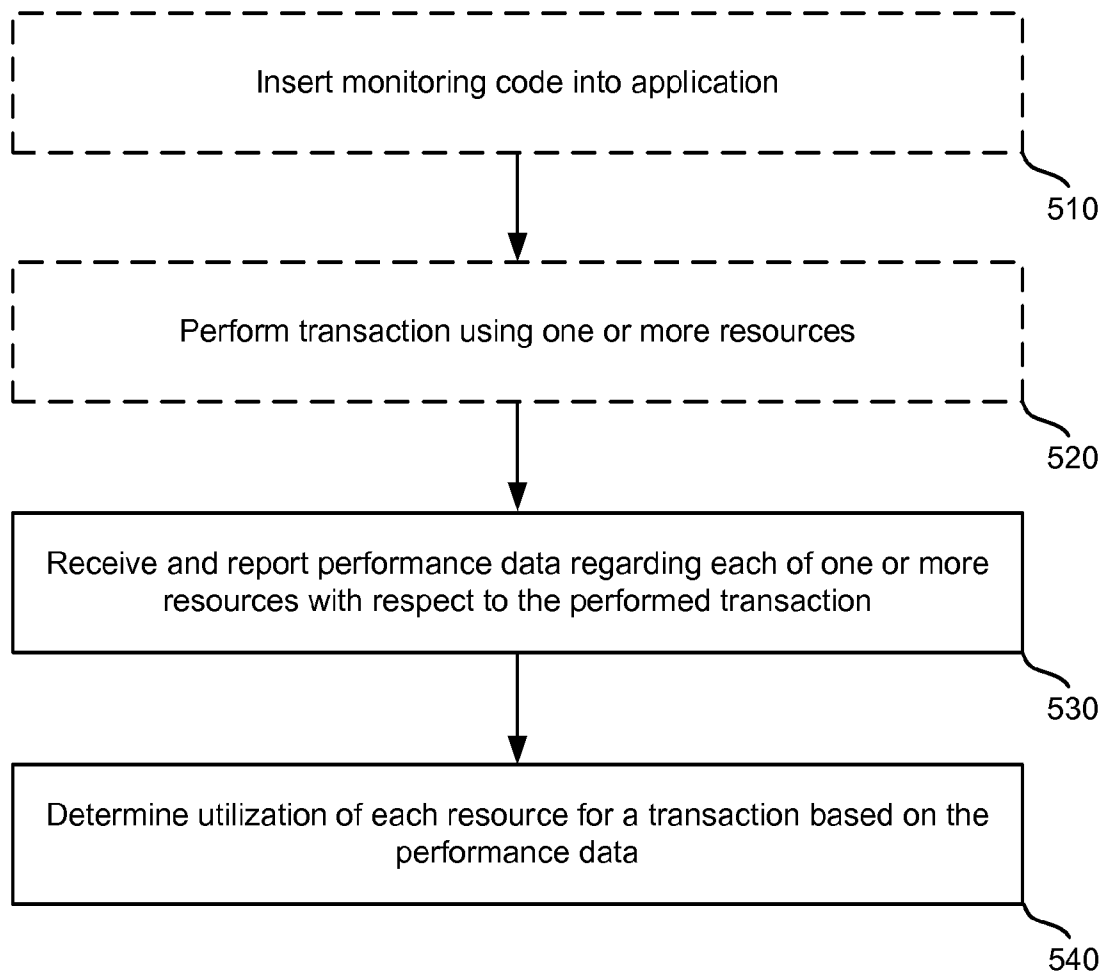 Insert monitoring code into application
510
Perform transaction using one or more resources
520
Receive and report performance data regarding each of one or more
resources with respect to the performed transaction
530
Determine utilization of each resource for a transaction based on the
performance data
540